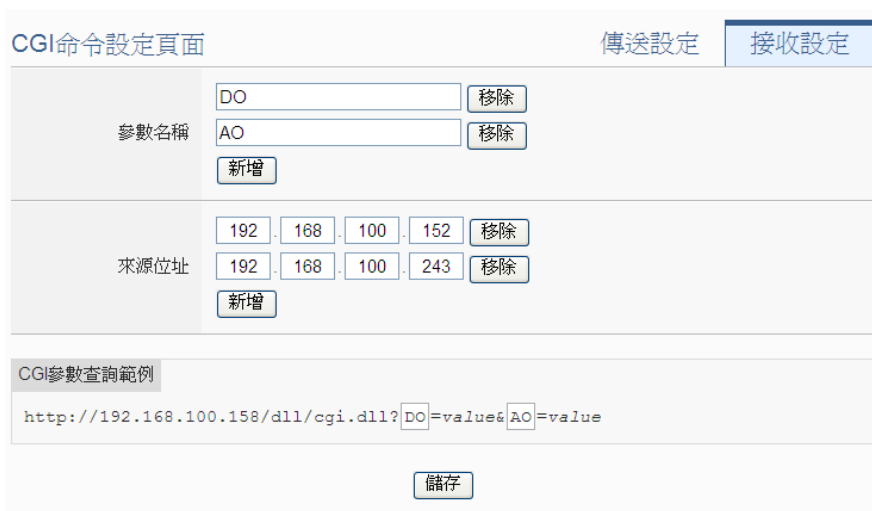 CGI命令設定頁面 傳送設定 接收設定
DO 移除
參數名稱 AO 移除
新增
192 . 168 . 100 . 152 移除
來源位址 192 . 168 . 100 . 243 移除
新增
CGI參數查詢範例
http://192.168.100.158/dll/cgi.dll?DO=value&AO=value
儲存